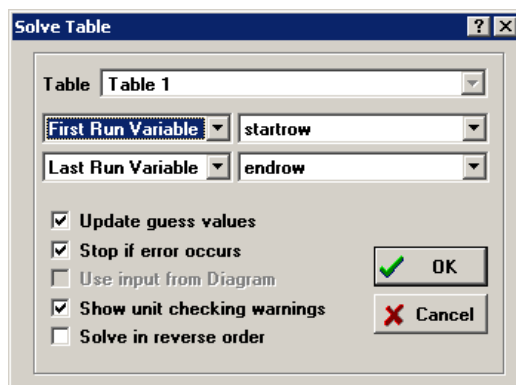 Solve Table
Table Table 1
First Run Variable startrow
Last Run Variable endrow
Update guess values
Stop if error occurs
Use input from Diagram
Show unit checking warnings
Solve in reverse order
OK
Cancel